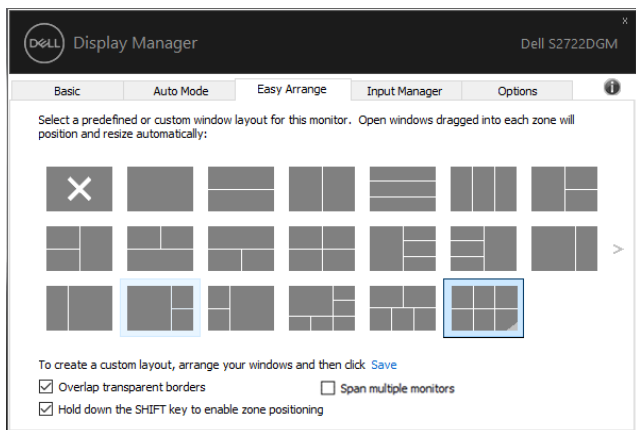 x
DELL Display Manager Dell S2722DGM
Basic Auto Mode Easy Arrange Input Manager Options i
Select a predefined or custom window layout for this monitor. Open windows dragged into each zone will
position and resize automatically:
>
To create a custom layout, arrange your windows and then click Save
Overlap transparent borders Span multiple monitors
Hold down the SHIFT key to enable zone positioning